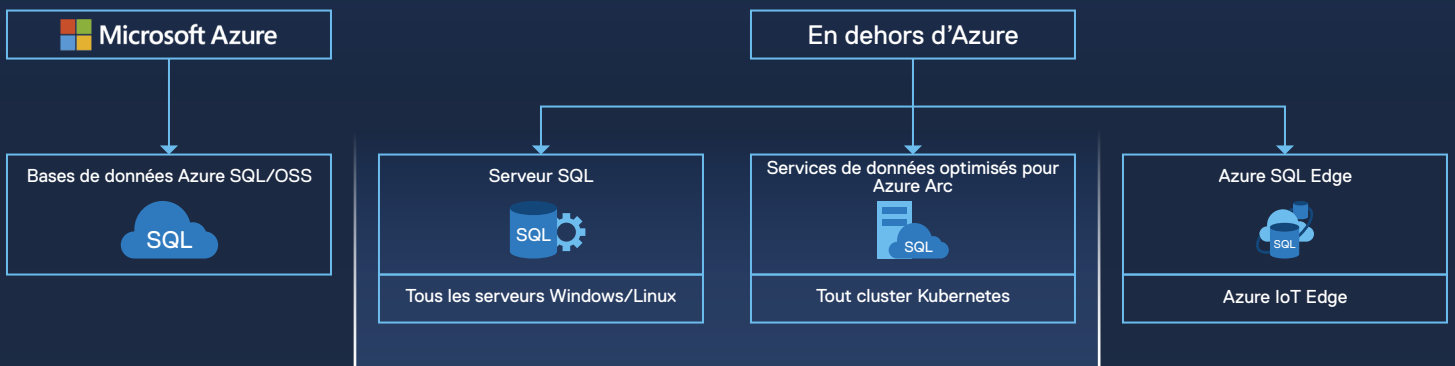 Microsoft Azure
En dehors d’Azure
Bases de données Azure SQL/OSS
SQL
Serveur SQL
SQL
Tous les serveurs Windows/Linux
Services de données optimisés pour
Azure Arc
SQL
Tout cluster Kubernetes
Azure SQL Edge
SQL
Azure IoT Edge